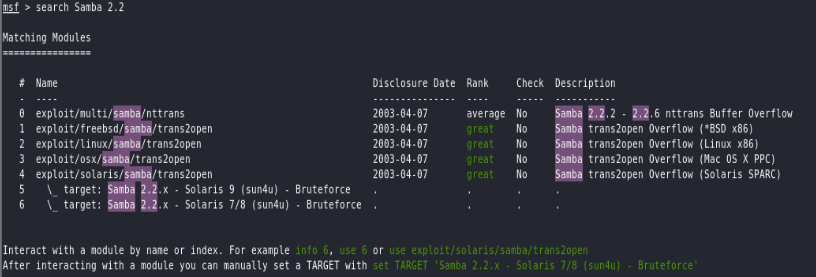 msf > search Samba 2.2
Matching Modules
================
# Name Disclosure Date Rank Check Description
- ---- --------------- ---- ----- -----------
0 exploit/multi/samba/nttrans 2003-04-07 average No Samba 2.2.2 - 2.2.6 nttrans Buffer Overflow
1 exploit/freebsd/samba/trans2open 2003-04-07 great No Samba trans2open Overflow (*BSD x86)
2 exploit/linux/samba/trans2open 2003-04-07 great No Samba trans2open Overflow (Linux x86)
3 exploit/osx/samba/trans2open 2003-04-07 great No Samba trans2open Overflow (Mac OS X PPC)
4 exploit/solaris/samba/trans2open 2003-04-07 great No Samba trans2open Overflow (Solaris SPARC)
5 \_ target: Samba 2.2.x - Solaris 9 (sun4u) - Bruteforce . . . .
6 \_ target: Samba 2.2.x - Solaris 7/8 (sun4u) - Bruteforce . . . .
Interact with a module by name or index. For example info 6, use 6 or use exploit/solaris/samba/trans2open
After interacting with a module you can manually set a TARGET with set TARGET 'Samba 2.2.x - Solaris 7/8 (sun4u) - Bruteforce'